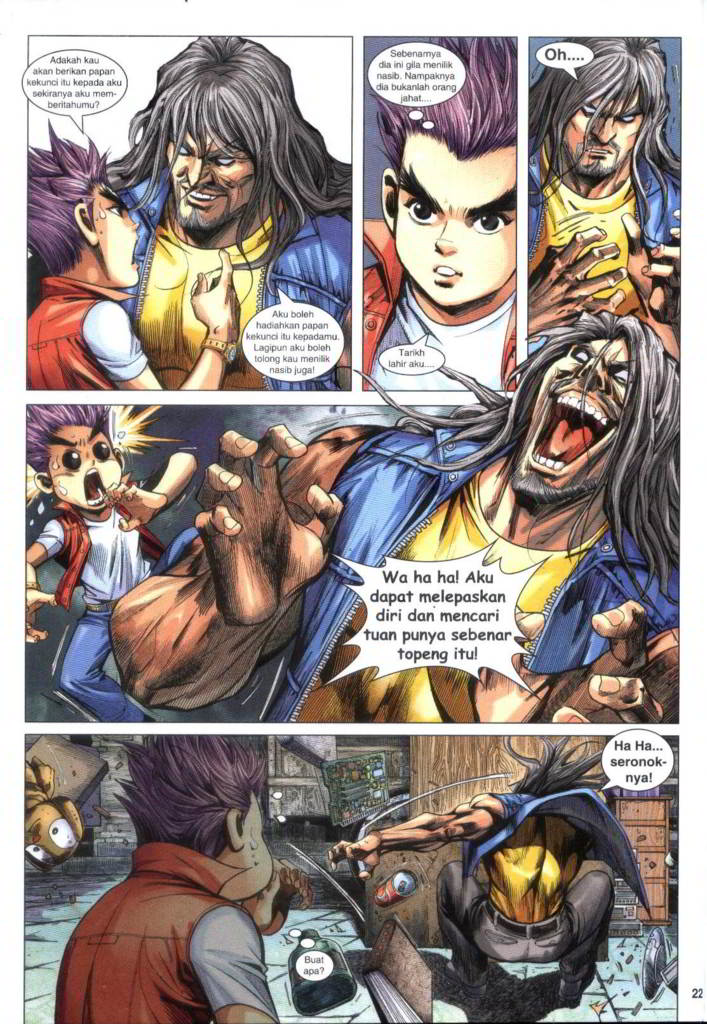 Adakah kau
akan berikan papan
kekunci itu kepada aku
sekiranya aku mem-
beritahumu?
Aku boleh
hadiahkan papan
kekunci itu kepadamu.
Lagipun aku boleh
tolong kau menilik
nasib juga!
Sebenarnya
dia ini gila menilik
nasib. Nampaknya
dia bukanlah orang
jahat....
Tarikh
lahir aku....
Oh....
Wa ha ha! Aku
dapat melepaskan
diri dan mencari
tuan punya sebenar
topeng itu!
Ha Ha...
seronok-
nya!
Buat
apa?
22